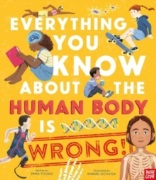 EVERYTHING
YOU
KNOW
ABOUT THE
HUMAN BODY
IS
WRONG!